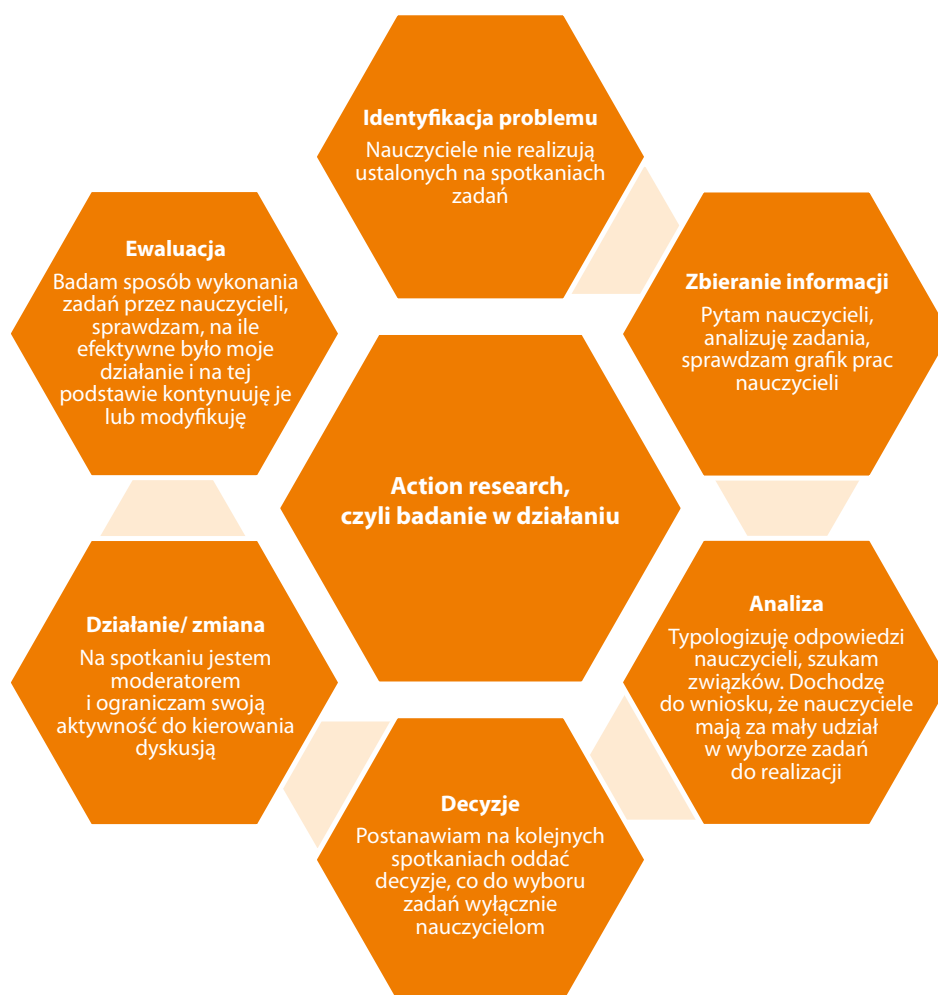 Identyfikacja problemu
Nauczyciele nie realizują
ustalonych na spotkaniach
zadań
Zbieranie informacji
Pytam nauczycieli,
analizuję zadania,
sprawdzam grafik prac
nauczycieli
Analiza
Typologizuję odpowiedzi
nauczycieli, szukam
związków. Dochodzę
do wniosku, że nauczyciele
mają za mały udział
w wyborze zadań
do realizacji
Decyzje
Postanawiam na kolejnych
spotkaniach oddać
decyzje, co do wyboru
zadań wyłącznie
nauczycielom
Działanie/ zmiana
Na spotkaniu jestem
moderatorem
i ograniczam swoją
aktywność do kierowania
dyskusją
Ewaluacja
Badam sposób wykonania
zadań przez nauczycieli,
sprawdzam, na ile
efektywne było moje
działanie i na tej
podstawie kontynuuję je
lub modyfikuję
Action research,
czyli badanie w działaniu